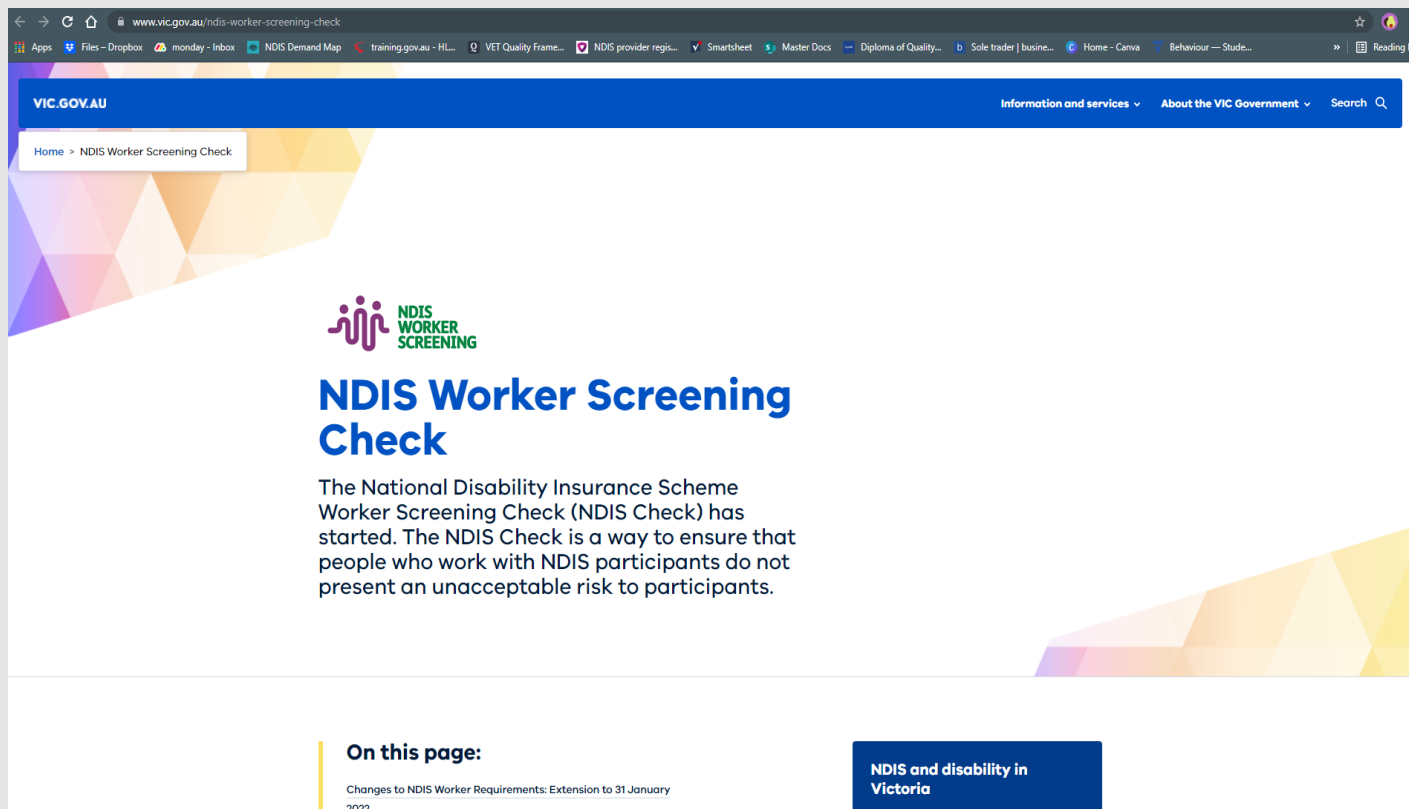 www.vic.gov.au/ndis-worker-screening-check
Apps Files – Dropbox monday - Inbox NDIS Demand Map training.gov.au - HL... VET Quality Frame... NDIS provider regis... Smartsheet Master Docs Diploma of Quality... Sole trader | busine... Home - Canva Behaviour — Stude... » Reading
VIC.GOV.AU Information and services About the VIC Government Search
Home > NDIS Worker Screening Check
NDIS
WORKER
SCREENING
NDIS Worker Screening
Check
The National Disability Insurance Scheme
Worker Screening Check (NDIS Check) has
started. The NDIS Check is a way to ensure that
people who work with NDIS participants do not
present an unacceptable risk to participants.
On this page:
Changes to NDIS Worker Requirements: Extension to 31 January
2022
NDIS and disability in
Victoria